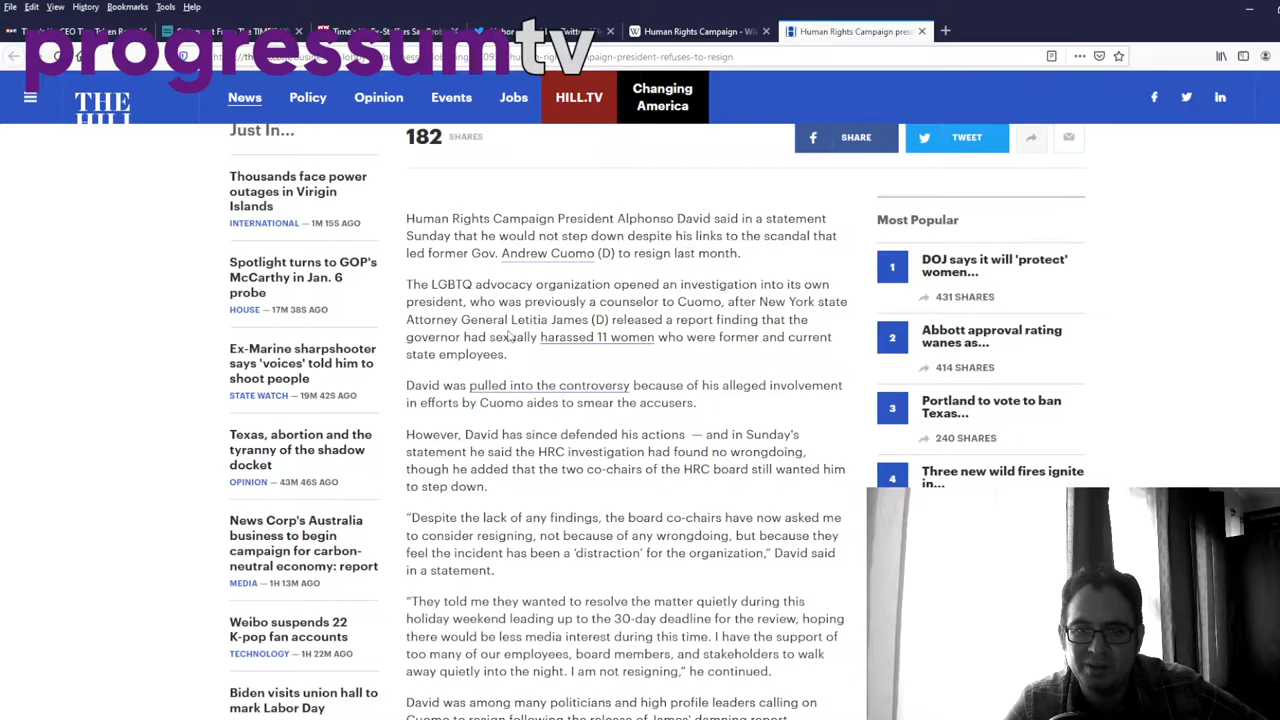 File Edit View History Bookmarks Tools Help
Human Rights Campaign - Wi
Human Rights Campaign pres
progressumtv
campaign-president-refuses-to-resign
THE
HILL
News
Policy
Opinion
Events
Jobs
HILL.TV
Changing
America
Just In...
182 SHARES
SHARE
TWEET
Thousands face power
outages in Virigin
Islands
INTERNATIONAL — 1M 15S AGO
Spotlight turns to GOP's
McCarthy in Jan. 6
probe
HOUSE — 17M 38S AGO
Ex-Marine sharpshooter
says 'voices' told him to
shoot people
STATE WATCH — 19M 42S AGO
Texas, abortion and the
tyranny of the shadow
docket
OPINION — 43M 46S AGO
News Corp's Australia
business to begin
campaign for carbon-
neutral economy: report
MEDIA — 1H 13M AGO
Weibo suspends 22
K-pop fan accounts
TECHNOLOGY — 1H 22M AGO
Biden visits union hall to
mark Labor Day
Human Rights Campaign President Alphonso David said in a statement
Sunday that he would not step down despite his links to the scandal that
led former Gov. Andrew Cuomo (D) to resign last month.
The LGBTQ advocacy organization opened an investigation into its own
president, who was previously a counselor to Cuomo, after New York state
Attorney General Letitia James (D) released a report finding that the
governor had sexually harassed 11 women who were former and current
state employees.
David was pulled into the controversy because of his alleged involvement
in efforts by Cuomo aides to smear the accusers.
However, David has since defended his actions — and in Sunday's
statement he said the HRC investigation had found no wrongdoing,
though he added that the two co-chairs of the HRC board still wanted him
to step down.
“Despite the lack of any findings, the board co-chairs have now asked me
to consider resigning, not because of any wrongdoing, but because they
feel the incident has been a ‘distraction’ for the organization,” David said
in a statement.
“They told me they wanted to resolve the matter quietly during this
holiday weekend leading up to the 30-day deadline for the review, hoping
there would be less media interest during this time. I have the support of
too many of our employees, board members, and stakeholders to walk
away quietly into the night. I am not resigning,” he continued.
David was among many politicians and high profile leaders calling on
Cuomo to resign following the release of James' damning report
Most Popular
1
DOJ says it will 'protect'
women...
431 SHARES
2
Abbott approval rating
wanes as...
414 SHARES
3
Portland to vote to ban
Texas...
240 SHARES
4
Three new wild fires ignite
in...